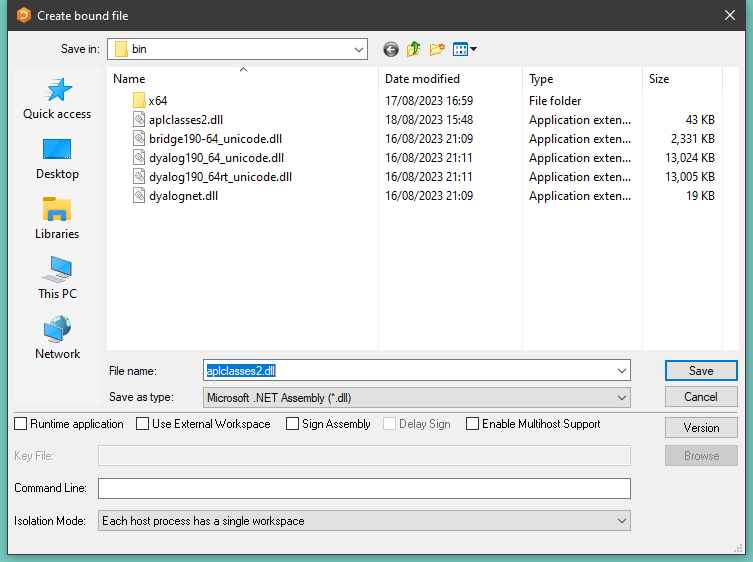 Create bound file
Save in: bin
Name Date modified Type Size
Quick access
Desktop
Libraries
This PC
Network
x64 17/08/2023 16:59 File folder
aplclasses2.dll 18/08/2023 15:48 Application exten... 43 KB
bridge190-64_unicode.dll 16/08/2023 21:09 Application exten... 2,331 KB
dyalog190_64_unicode.dll 16/08/2023 21:11 Application exten... 13,024 KB
dyalog190_64rt_unicode.dll 16/08/2023 21:11 Application exten... 13,005 KB
dyalognet.dll 16/08/2023 21:09 Application exten... 19 KB
File name: aplclasses2.dll Save
Save as type: Microsoft .NET Assembly (*.dll) Cancel
Runtime application Use External Workspace Sign Assembly Delay Sign Enable Multihost Support Version
Key File: Browse
Command Line:
Isolation Mode: Each host process has a single workspace